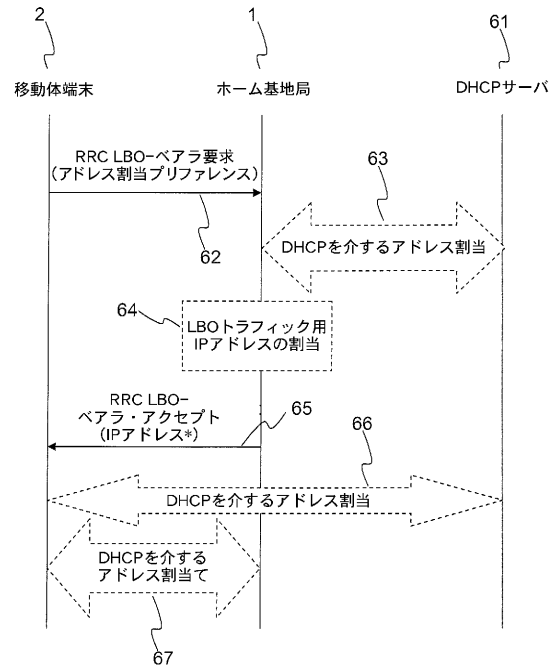 2
1
61
移動体端末
ホーム基地局
DHCPサーバ
RRC LBO-ベアラ要求
(アドレス割当プリファレンス)
62
63
DHCPを介するアドレス割当
64
LBOトラフィック用
IPアドレスの割当
RRC LBO-
ベアラ・アクセプト
(IPアドレス*)
65
66
DHCPを介するアドレス割当
DHCPを介する
アドレス割当て
67